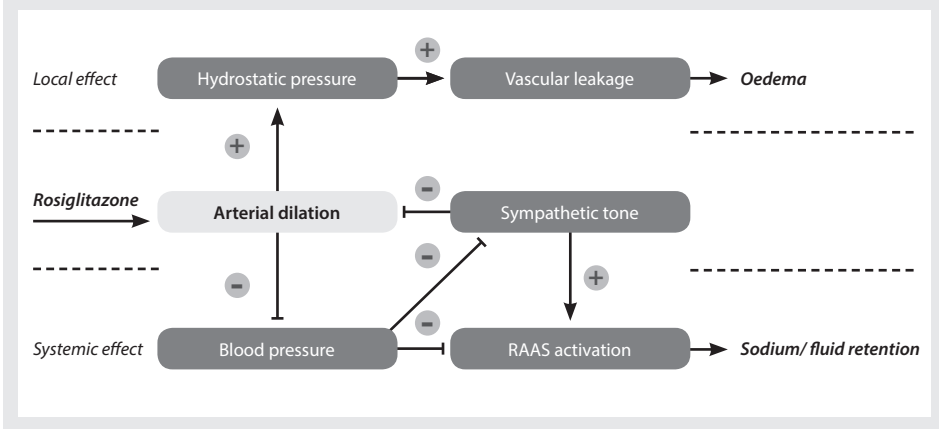 +
Local effect
Hydrostatic pressure
Vascular leakage
Oedema
+
Rosiglitazone
-
Arterial dilation
Sympathetic tone
-
-
+
-
Systemic effect
Blood pressure
RAAS activation
Sodium/ fluid retention